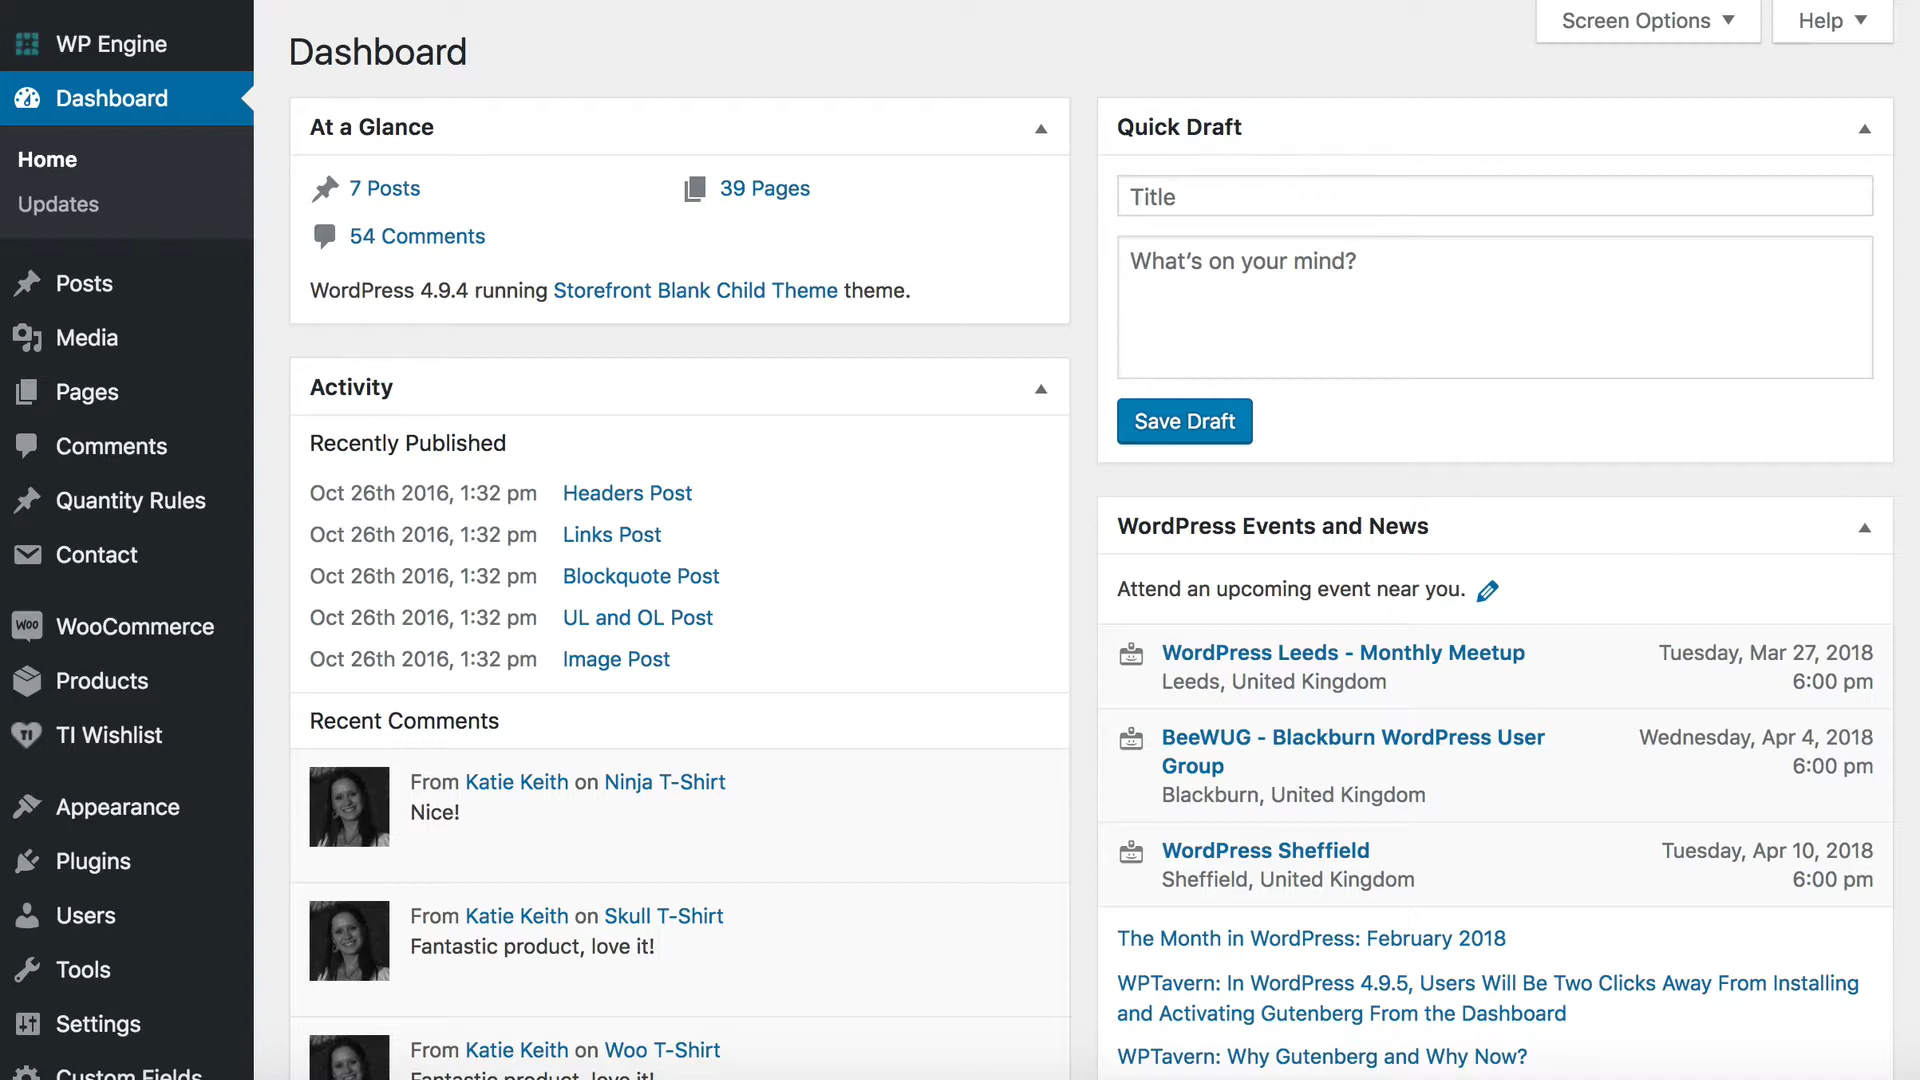 WP Engine
Dashboard
Home
Updates
Posts
Media
Pages
Comments
Quantity Rules
Contact
WOO
WooCommerce
Products
TI
TI Wishlist
Appearance
Plugins
Users
Tools
Settings
Custom Fields
Screen Options
Help
Dashboard
At a Glance
7 Posts
39 Pages
54 Comments
WordPress 4.9.4 running Storefront Blank Child Theme theme.
Activity
Recently Published
Oct 26th 2016, 1:32 pm Headers Post
Oct 26th 2016, 1:32 pm Links Post
Oct 26th 2016, 1:32 pm Blockquote Post
Oct 26th 2016, 1:32 pm UL and OL Post
Oct 26th 2016, 1:32 pm Image Post
Recent Comments
From Katie Keith on Ninja T-Shirt
Nice!
From Katie Keith on Skull T-Shirt
Fantastic product, love it!
From Katie Keith on Woo T-Shirt
Fantastic product, love it!
Quick Draft
Title
What’s on your mind?
Save Draft
WordPress Events and News
Attend an upcoming event near you.
WordPress Leeds - Monthly Meetup
Leeds, United Kingdom
Tuesday, Mar 27, 2018
6:00 pm
BeeWUG - Blackburn WordPress User
Group
Blackburn, United Kingdom
Wednesday, Apr 4, 2018
6:00 pm
WordPress Sheffield
Sheffield, United Kingdom
Tuesday, Apr 10, 2018
6:00 pm
The Month in WordPress: February 2018
WPTavern: In WordPress 4.9.5, Users Will Be Two Clicks Away From Installing
and Activating Gutenberg From the Dashboard
WPTavern: Why Gutenberg and Why Now?